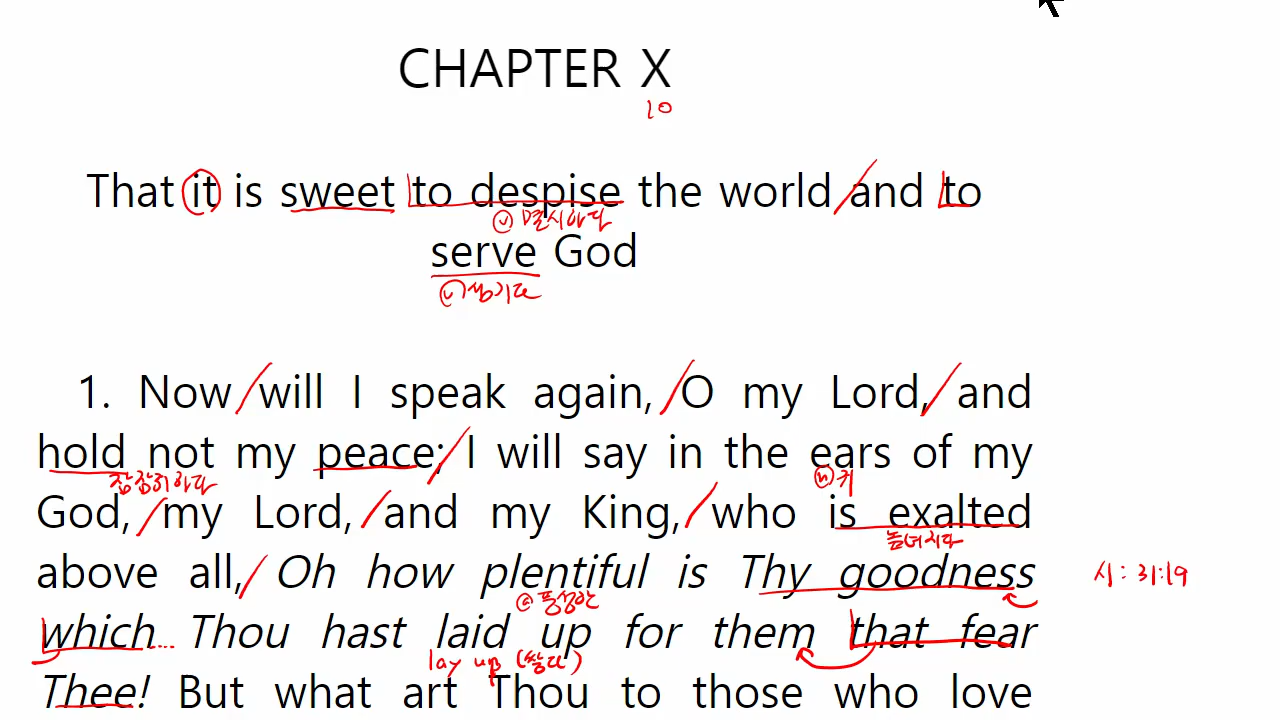 CHAPTER X
10
That it is sweet to despise the world and to
ⓥ 멸시하다
serve God
ⓥ 섬기다
1. Now will I speak again, O my Lord, and
hold not my peace; I will say in the ears of my
잠잠히하다 ⓝ귀
God, my Lord, and my King, who is exalted
높여지다
above all, Oh how plentiful is Thy goodness
시: 31:19
ⓐ 풍성한
which... Thou hast laid up for them that fear
lay up (쌓다)
Thee! But what art Thou to those who love